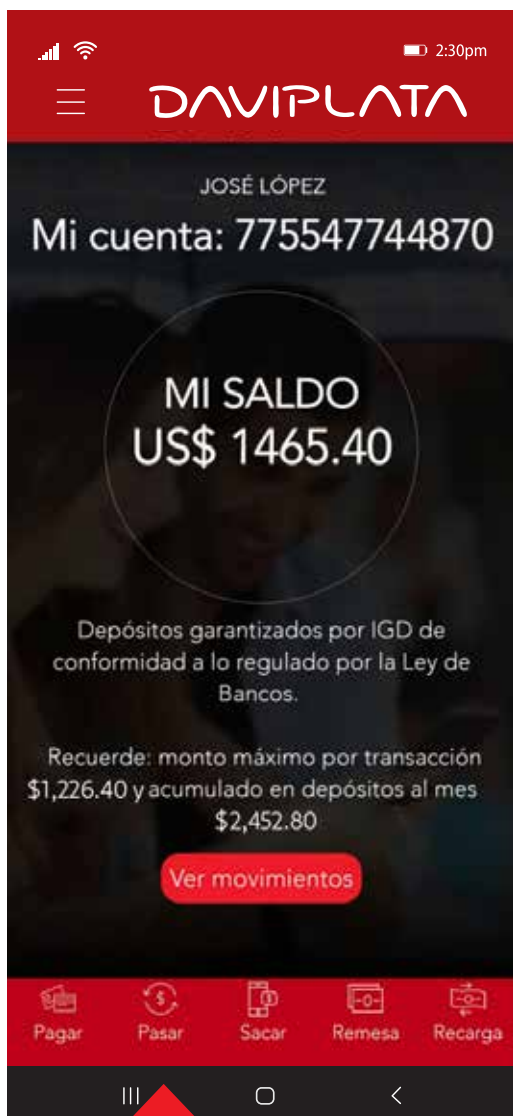 2:30pm
DAVIPLATA
JOSÉ LÓPEZ
Mi cuenta: 775547744870
MI SALDO
US$ 1465.40
Depósitos garantizados por IGD de
conformidad a lo regulado por la Ley de
Bancos.
Recuerde: monto máximo por transacción
$1,226.40 y acumulado en depósitos al mes
$2,452.80
Ver movimientos
Pagar Pasar Sacar Remesa Recarga